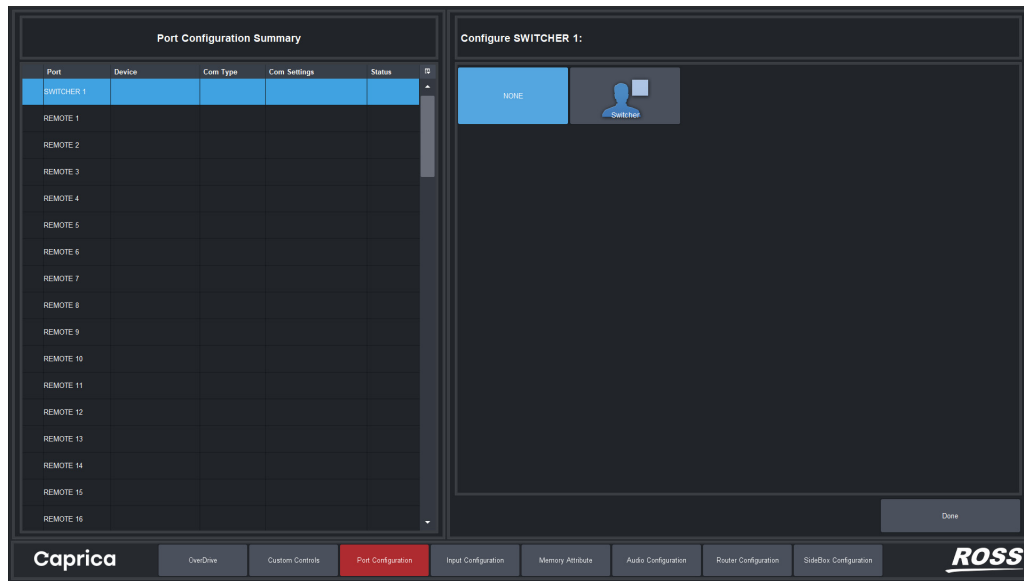 Port Configuration Summary
Configure SWITCHER 1:
Port Device Com Type Com Settings Status
SWITCHER 1
REMOTE 1
REMOTE 2
REMOTE 3
REMOTE 4
REMOTE 5
REMOTE 6
REMOTE 7
REMOTE 8
REMOTE 9
REMOTE 10
REMOTE 11
REMOTE 12
REMOTE 13
REMOTE 14
REMOTE 15
REMOTE 16
NONE
Switcher
Done
Caprica OverDrive Custom Controls Port Configuration Input Configuration Memory Attribute Audio Configuration Router Configuration SideBox Configuration ROSS